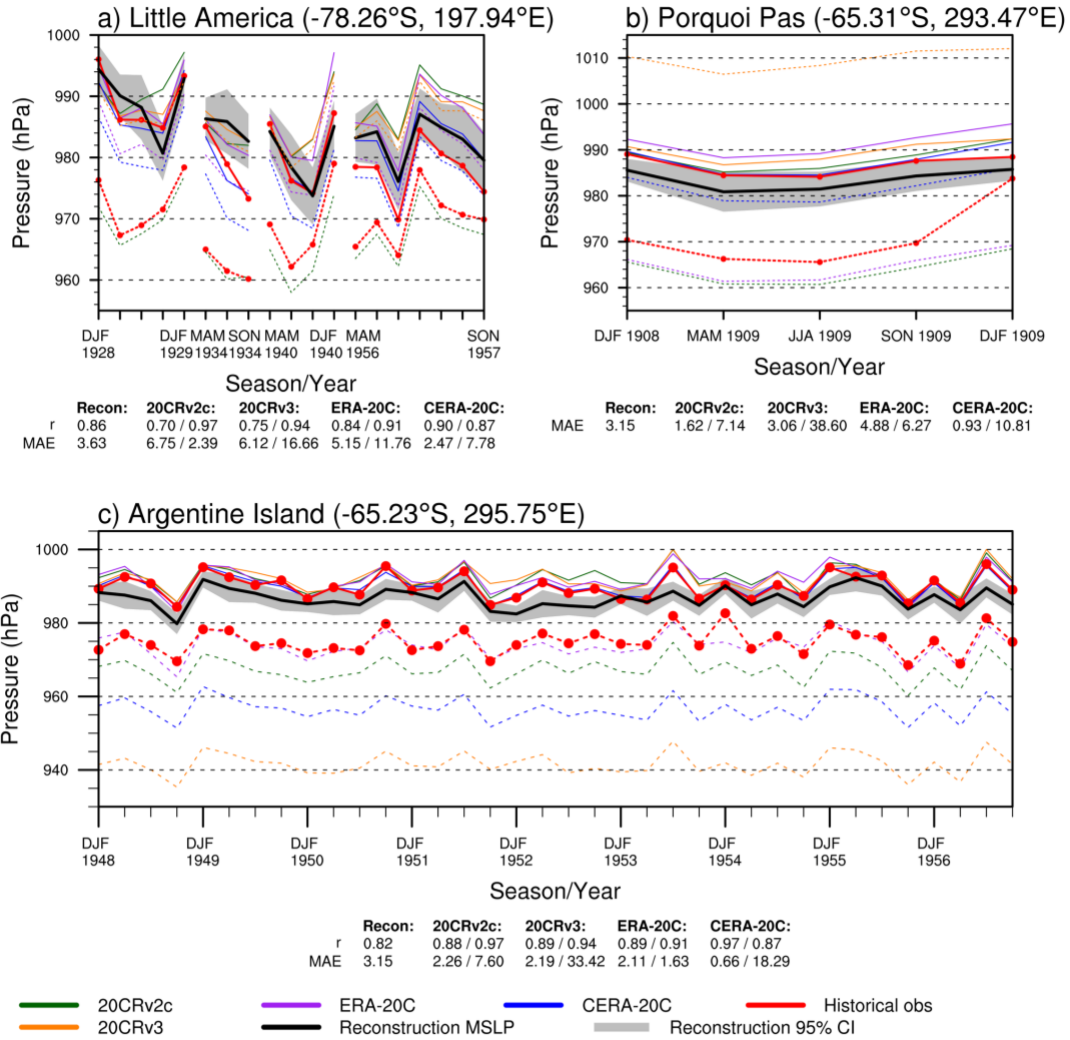 a) Little America (-78.26°S, 197.94°E)
1000
990
980
970
960
Pressure (hPa)
DJF 1928
DJF 1929
MAM 1934
SON 1934
MAM 1940
DJF 1940
MAM 1956
SON 1957
Season/Year
Recon: 20CRv2c: 20CRv3: ERA-20C: CERA-20C:
r 0.86 0.70 / 0.97 0.75 / 0.94 0.84 / 0.91 0.90 / 0.87
MAE 3.63 6.75 / 2.39 6.12 / 16.66 5.15 / 11.76 2.47 / 7.78
b) Porquoi Pas (-65.31°S, 293.47°E)
1010
1000
990
980
970
960
Pressure (hPa)
DJF 1908 MAM 1909 JJA 1909 SON 1909 DJF 1909
Season/Year
Recon: 20CRv2c: 20CRv3: ERA-20C: CERA-20C:
MAE 3.15 1.62 / 7.14 3.06 / 38.60 4.88 / 6.27 0.93 / 10.81
c) Argentine Island (-65.23°S, 295.75°E)
1000
980
960
940
Pressure (hPa)
DJF DJF DJF DJF DJF DJF DJF DJF DJF
1948 1949 1950 1951 1952 1953 1954 1955 1956
Season/Year
Recon: 20CRv2c: 20CRv3: ERA-20C: CERA-20C:
r 0.82 0.88 / 0.97 0.89 / 0.94 0.89 / 0.91 0.97 / 0.87
MAE 3.15 2.26 / 7.60 2.19 / 33.42 2.11 / 1.63 0.66 / 18.29
20CRv2c ERA-20C CERA-20C Historical obs
20CRv3 Reconstruction MSLP Reconstruction 95% CI